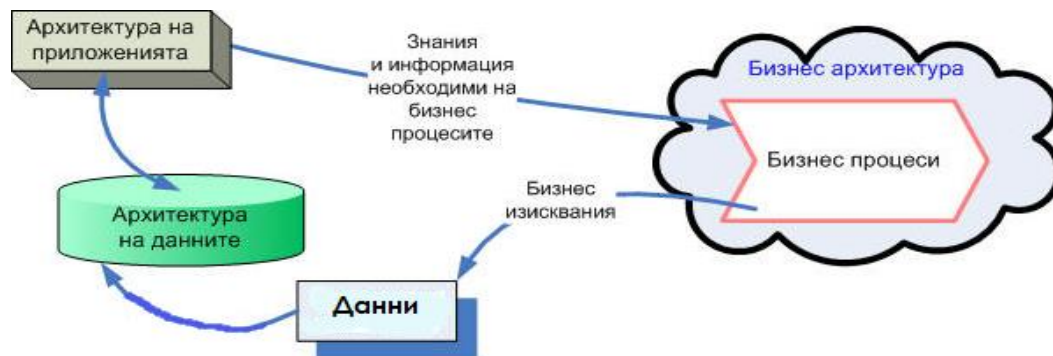 Архитектура на
приложенията
Знания
и информация
необходими на
бизнес
процесите
Бизнес архитектура
Бизнес процеси
Бизнес
изисквания
Архитектура
на данните
Данни